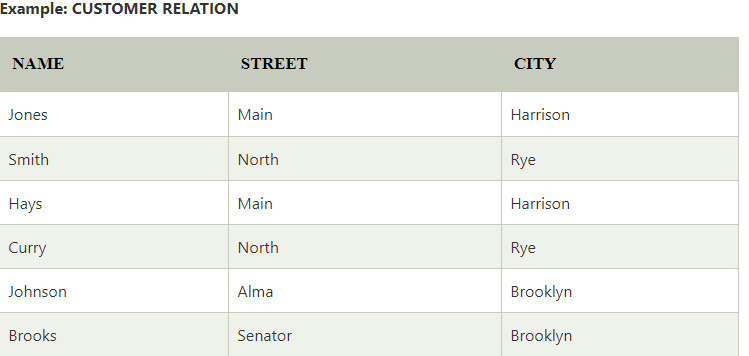 Example: CUSTOMER RELATION
NAME STREET CITY
Jones Main Harrison
Smith North Rye
Hays Main Harrison
Curry North Rye
Johnson Alma Brooklyn
Brooks Senator Brooklyn